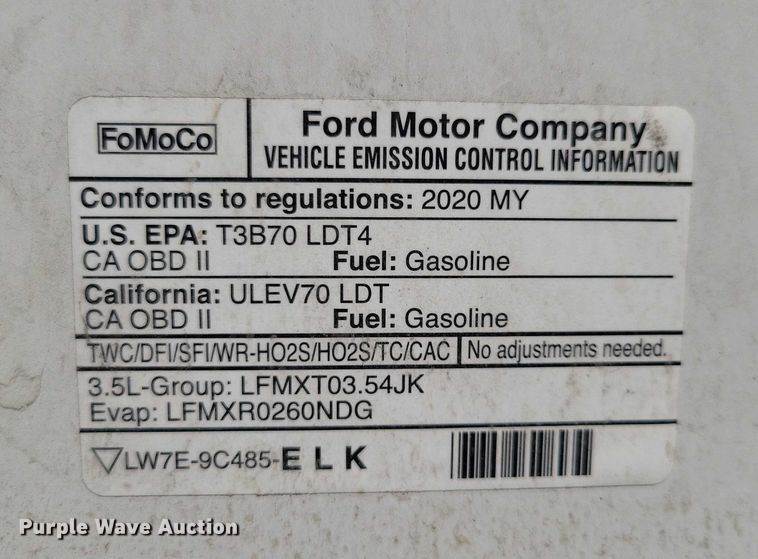 FoMoCo
Ford Motor Company
VEHICLE EMISSION CONTROL INFORMATION
Conforms to regulations: 2020 MY
U.S. EPA: T3B70 LDT4
CA OBD II Fuel: Gasoline
California: ULEV70 LDT
CA OBD II Fuel: Gasoline
TWC/DFI/SFI/WR-HO2S/HO2S/TC/CAC No adjustments needed.
3.5L-Group: LFMXT03.54JK
Evap: LFMXR0260NDG
▽LW7E-9C485-E L K
Purple Wave Auction